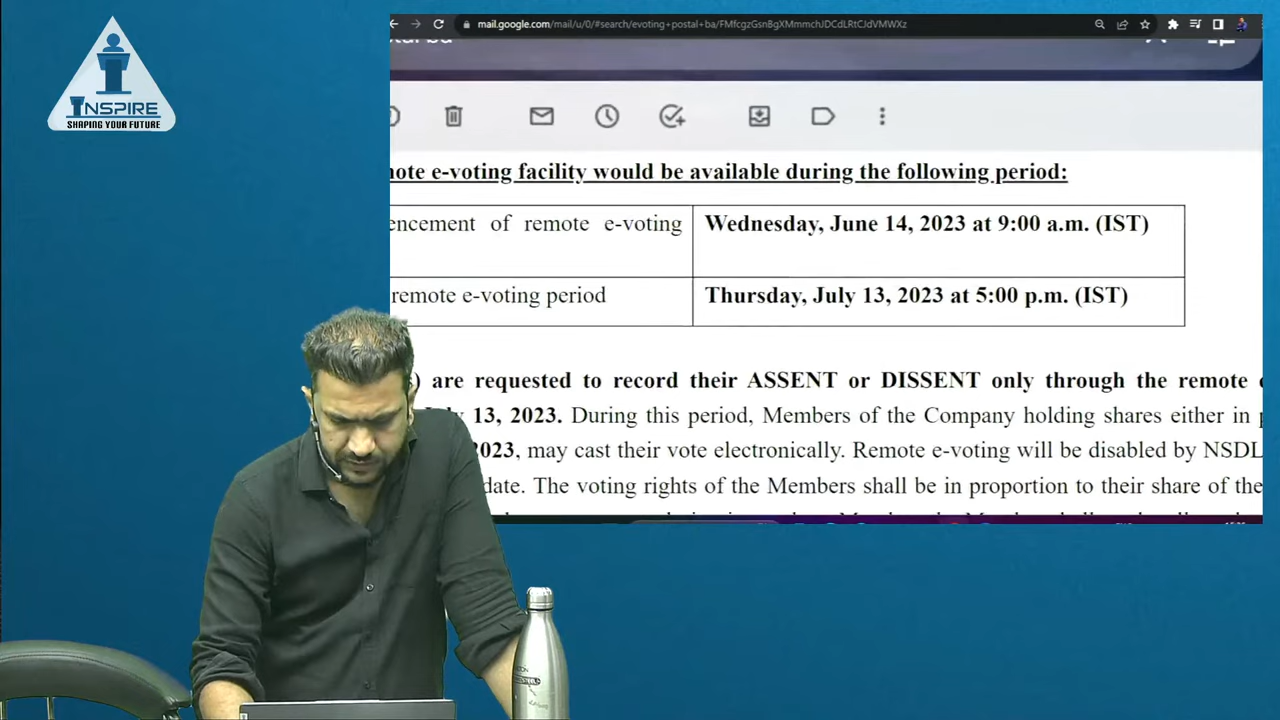 INSPIRE
SHAPING YOUR FUTURE
mail.google.com/mail/u/0/#search/evoting+postal+ba/FMfcgzGsnBgXMmmchJDCdLRtCJdVMWXz
note e-voting facility would be available during the following period:
encement of remote e-voting
Wednesday, June 14, 2023 at 9:00 a.m. (IST)
remote e-voting period
Thursday, July 13, 2023 at 5:00 p.m. (IST)
) are requested to record their ASSENT or DISSENT only through the remote
13, 2023. During this period, Members of the Company holding shares either in p
2023, may cast their vote electronically. Remote e-voting will be disabled by NSDL
date. The voting rights of the Members shall be in proportion to their share of the